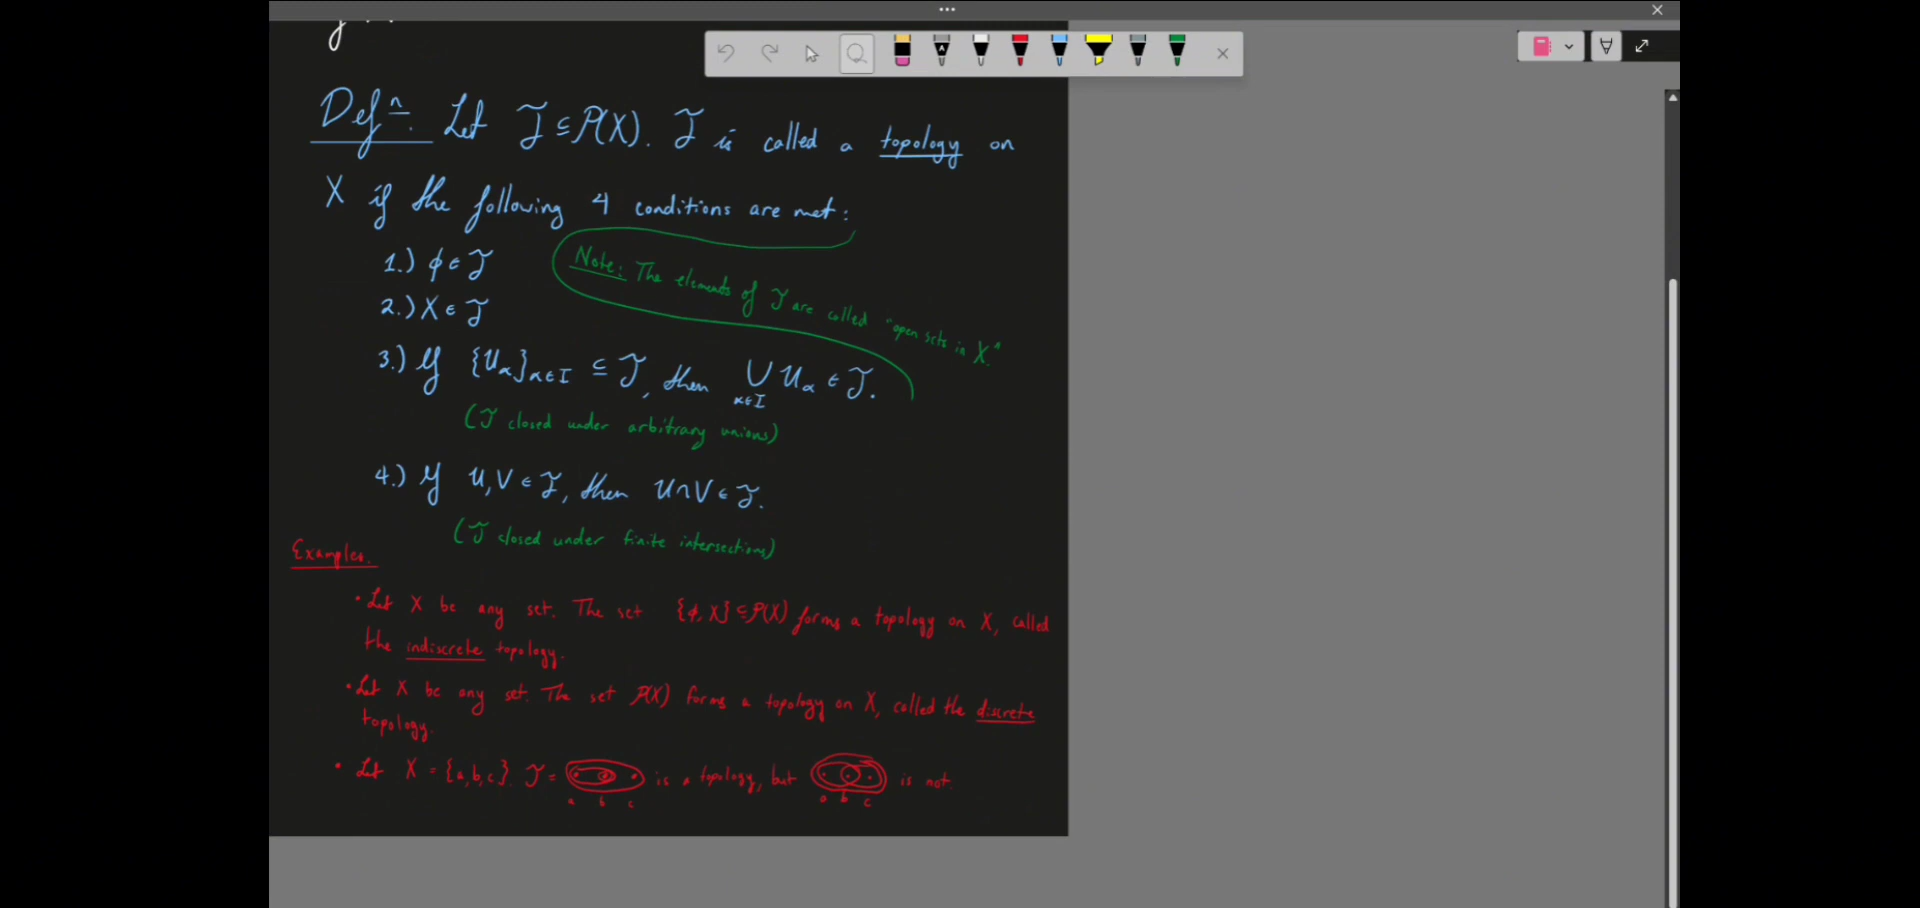 Defⁿ. Let 𝒯 ⊆ 𝒫(X). 𝒯 is called a topology on
X if the following 4 conditions are met:
1.) ϕ ∈ 𝒯
Note: The elements of 𝒯 are called "open sets in X."
2.) X ∈ 𝒯
3.) If {U_α}_{α∈I} ⊆ 𝒯, then ⋃_{α∈I} U_α ∈ 𝒯.
(𝒯 closed under arbitrary unions)
4.) If U, V ∈ 𝒯, then U ∩ V ∈ 𝒯.
(𝒯 closed under finite intersections)
Examples.
• Let X be any set. The set {ϕ, X} ⊆ 𝒫(X) forms a topology on X, called
the indiscrete topology.
• Let X be any set. The set 𝒫(X) forms a topology on X, called the discrete
topology.
• Let X = {a, b, c}. 𝒯 = is a topology, but is not.
a b c a b c